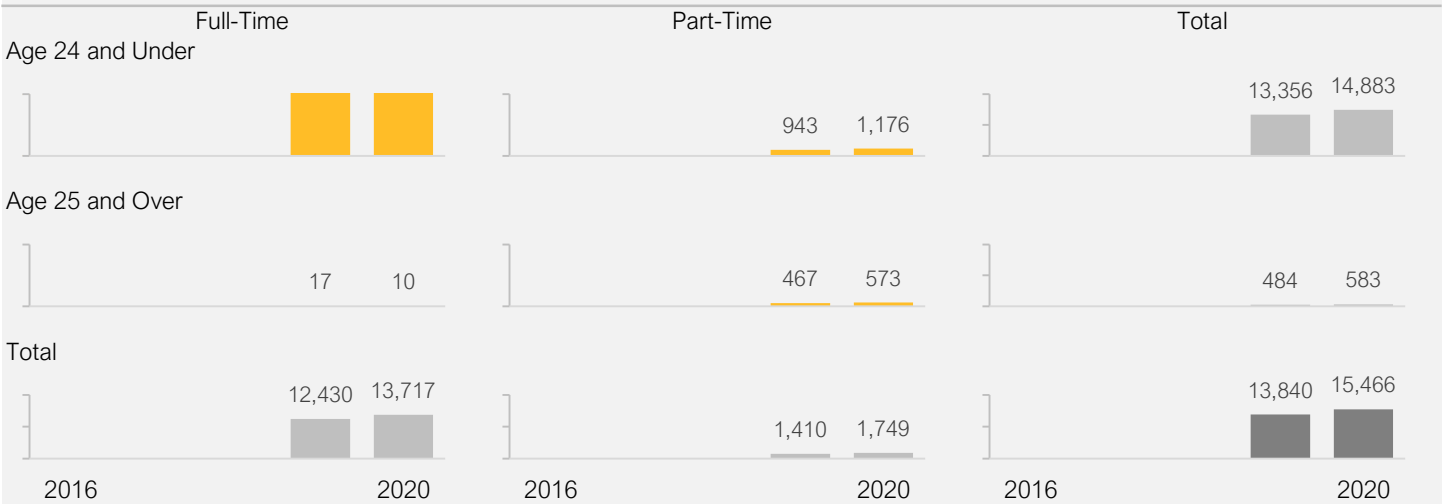 Full-Time Part-Time Total
Age 24 and Under
943 1,176 13,356 14,883
Age 25 and Over
17 10 467 573 484 583
Total
12,430 13,717 1,410 1,749 13,840 15,466
2016 2020 2016 2020 2016 2020